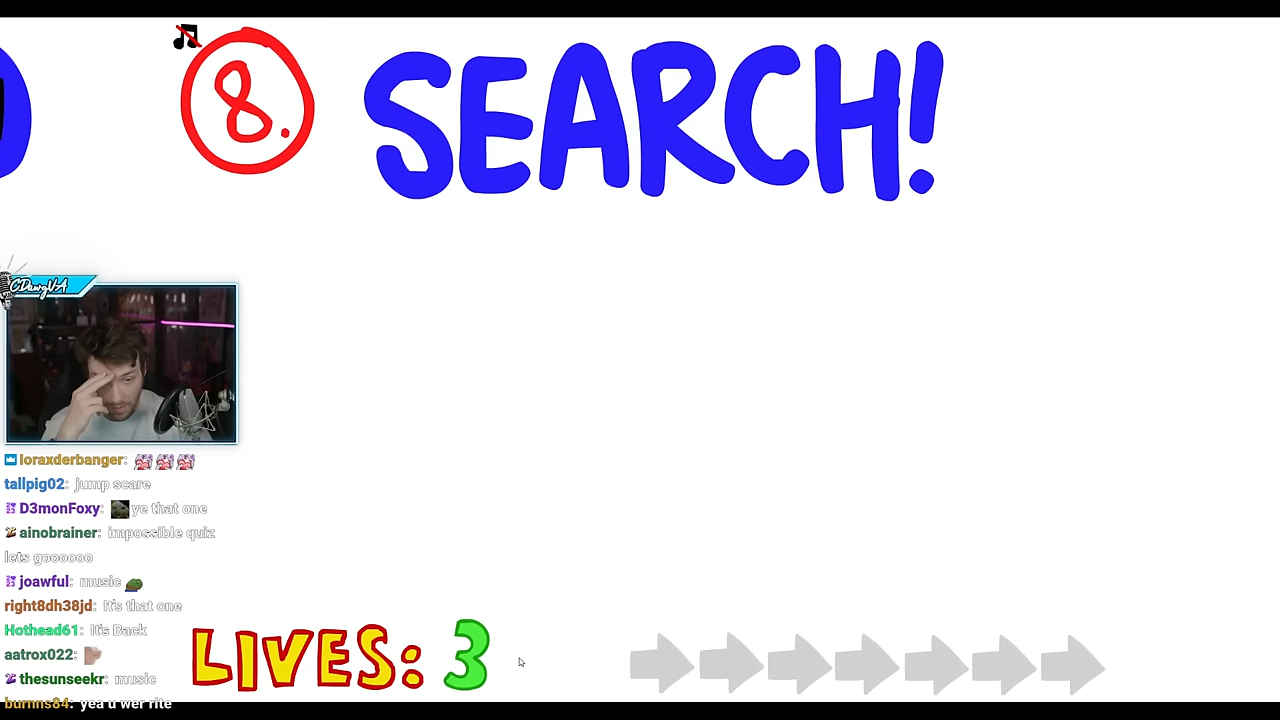 8. SEARCH!
CDawgVA
loraxderbanger:
tallpig02: jump scare
D3monFoxy: ye that one
ainobrainer: impossible quiz
lets goooooo
joawful: music
right8dh38jd: It's that one
Hothead61: It's Back
aatrox022:
thesunseekr: music
burnns84: yea u wer rite
LIVES: 3